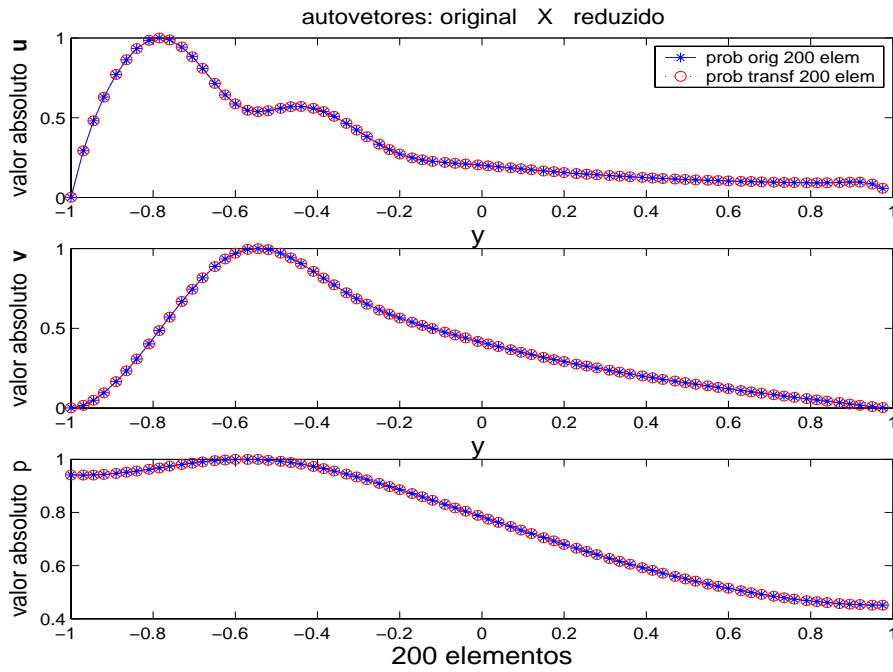 autovetores: original X reduzido
valor absoluto u
1
0.5
0
prob orig 200 elem
prob transf 200 elem
−1 −0.8 −0.6 −0.4 −0.2 0 0.2 0.4 0.6 0.8 1
y
valor absoluto v
1
0.5
0
−1 −0.8 −0.6 −0.4 −0.2 0 0.2 0.4 0.6 0.8 1
y
valor absoluto p
1
0.8
0.6
0.4
−1 −0.8 −0.6 −0.4 −0.2 0 0.2 0.4 0.6 0.8 1
200 elementos